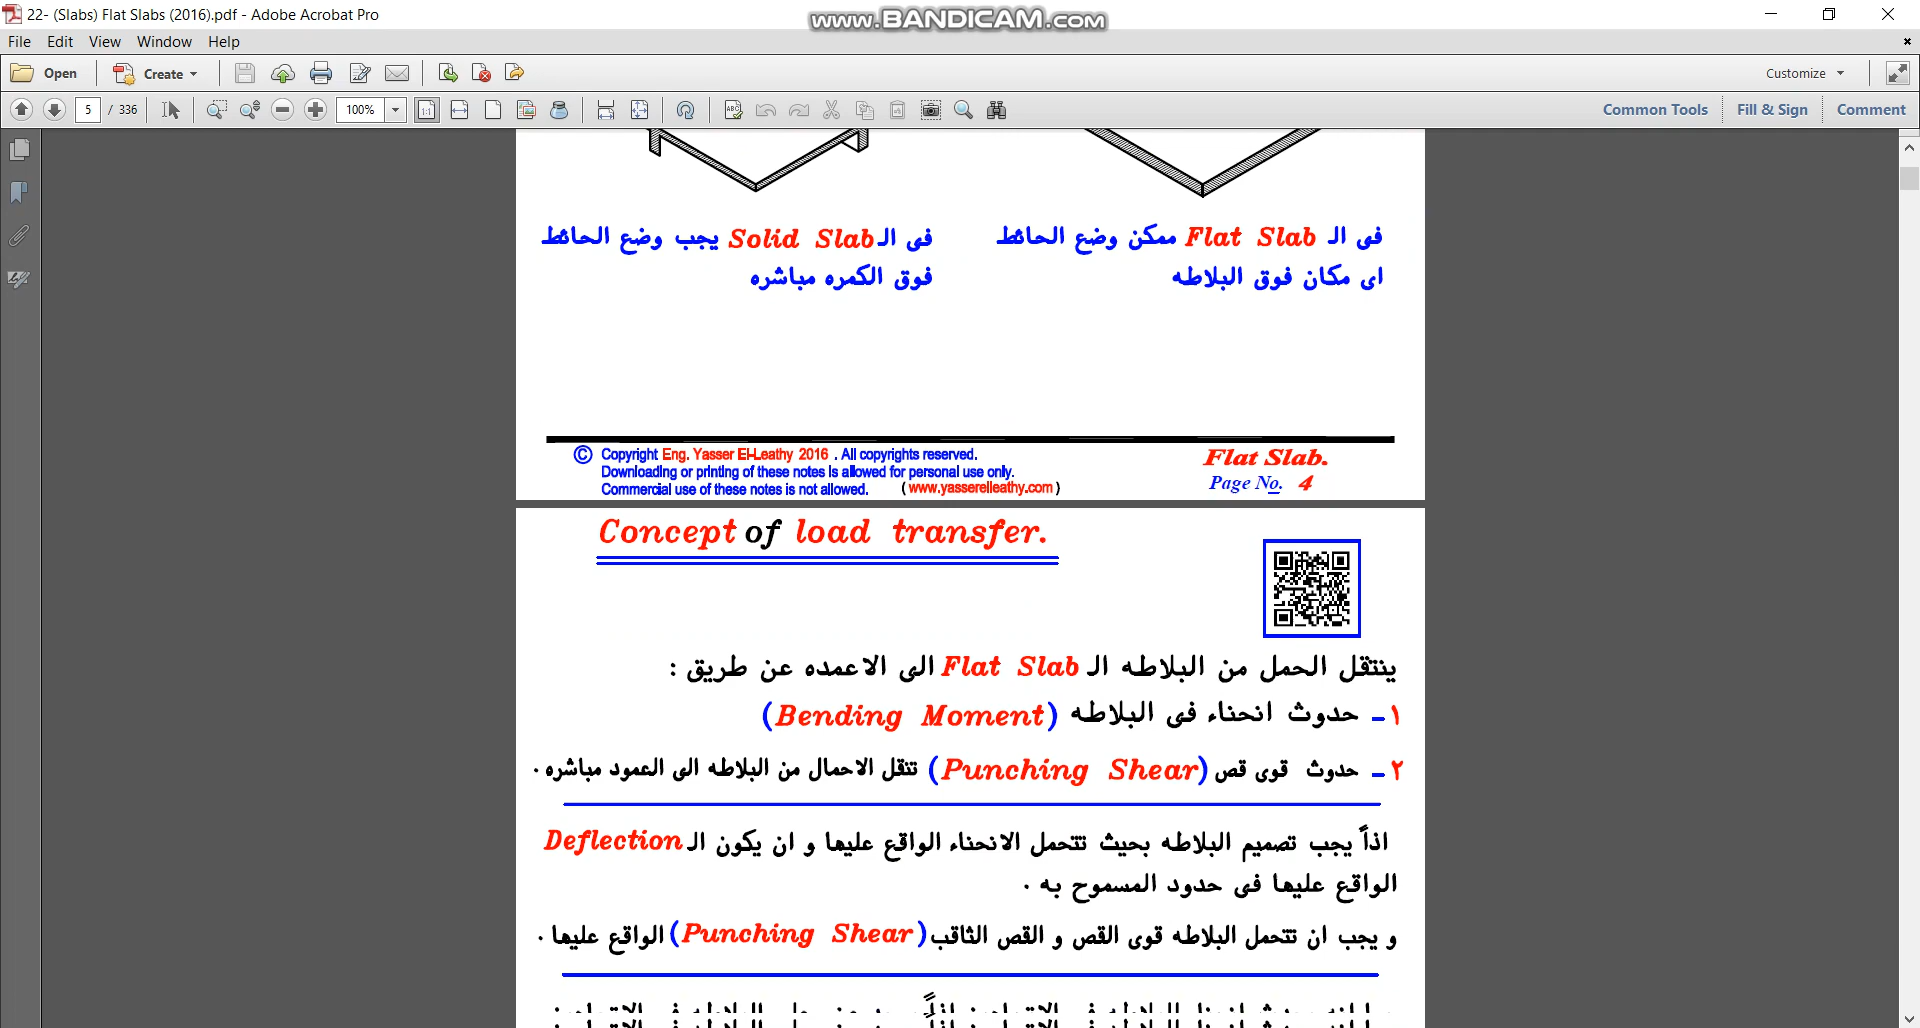 22- (Slabs) Flat Slabs (2016).pdf - Adobe Acrobat Pro
www.BANDICAM.com
File Edit View Window Help
Open Create Customize
5 / 336 100% Common Tools Fill & Sign Comment
فى الـ Flat Slab ممكن وضع الحائط
اى مكان فوق البلاطه
فى الـ Solid Slab يجب وضع الحائط
فوق الكمره مباشره
© Copyright Eng. Yasser El-Leathy 2016 . All copyrights reserved.
Downloading or printing of these notes is allowed for personal use only.
Commercial use of these notes is not allowed. ( www.yasserelleathy.com )
Flat Slab.
Page No. 4
Concept of load transfer.
ينتقل الحمل من البلاطه الـ Flat Slab الى الاعمده عن طريق :
١ - حدوث انحناء فى البلاطه (Bending Moment)
٢ - حدوث قوى قص (Punching Shear) تنقل الاحمال من البلاطه الى العمود مباشره .
اذاً يجب تصميم البلاطه بحيث تتحمل الانحناء الواقع عليها و ان يكون الـ Deflection
الواقع عليها فى حدود المسموح به .
و يجب ان تتحمل البلاطه قوى القص و القص الثاقب (Punching Shear) الواقع عليها .